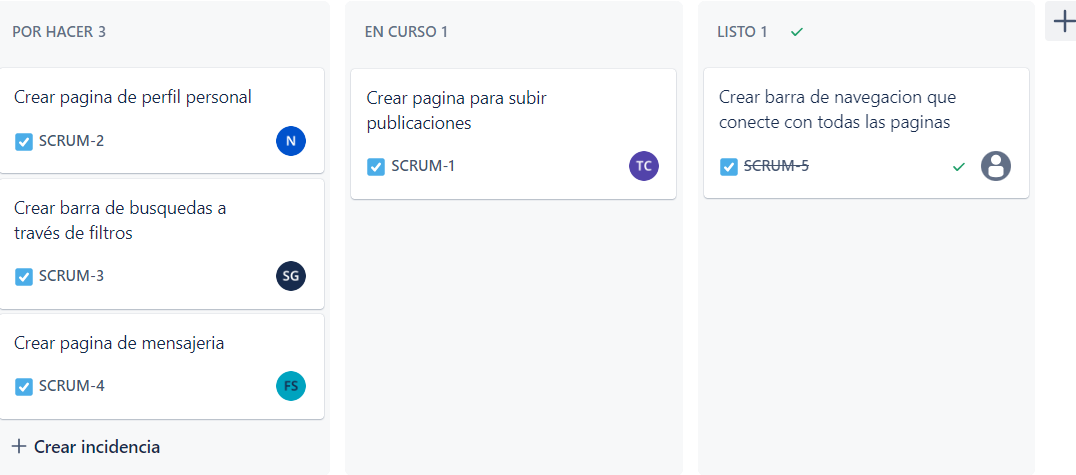 POR HACER 3
Crear pagina de perfil personal
SCRUM-2
N
Crear barra de busquedas a
través de filtros
SCRUM-3
SG
Crear pagina de mensajeria
SCRUM-4
FS
+ Crear incidencia
EN CURSO 1
Crear pagina para subir
publicaciones
SCRUM-1
TC
LISTO 1
Crear barra de navegacion que
conecte con todas las paginas
SCRUM-5